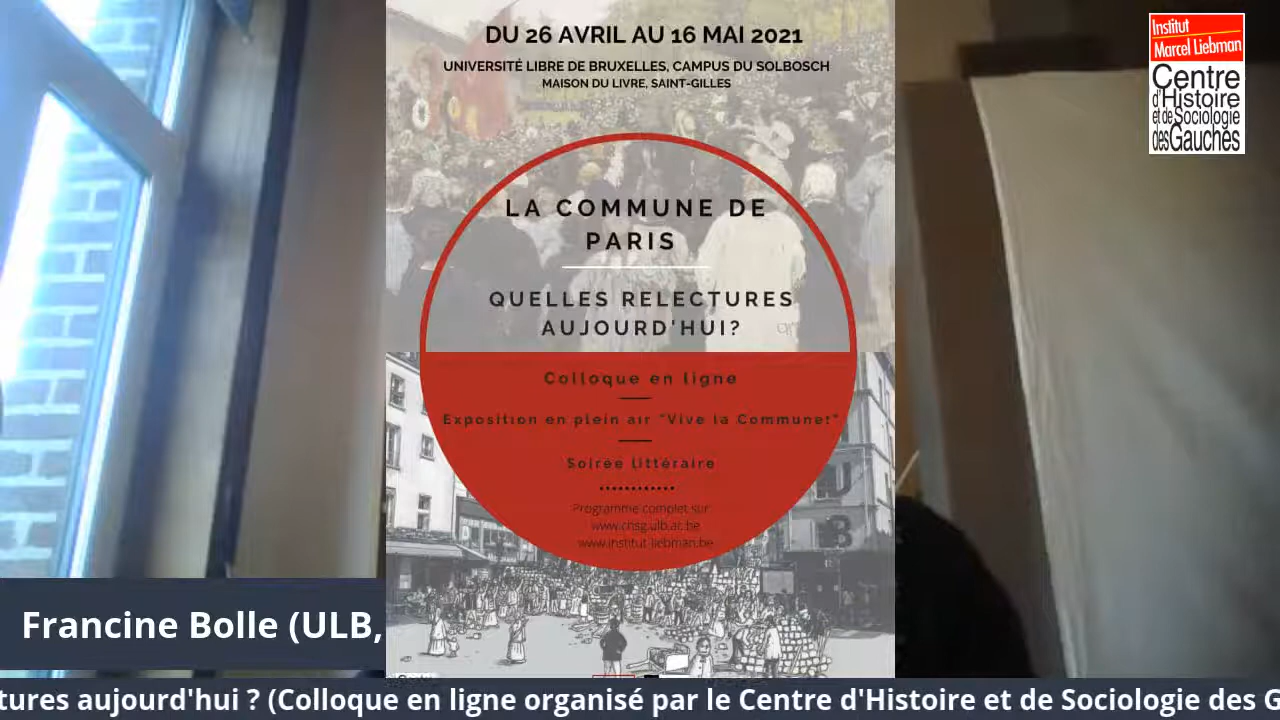 DU 26 AVRIL AU 16 MAI 2021
UNIVERSITÉ LIBRE DE BRUXELLES, CAMPUS DU SOLBOSCH
MAISON DU LIVRE, SAINT-GILLES
Institut
Marcel Liebman
Centre
d'Histoire
et de Sociologie
des Gauches
LA COMMUNE DE
PARIS
QUELLES RELECTURES
AUJOURD'HUI?
Colloque en ligne
Exposition en plein air "Vive la Commune!"
Soirée littéraire
Programme complet sur
www.chsg.ulb.ac.be
www.institut-liebman.be
B
Francine Bolle (ULB,
tures aujourd'hui ? (Colloque en ligne organisé par le Centre d'Histoire et de Sociologie des G